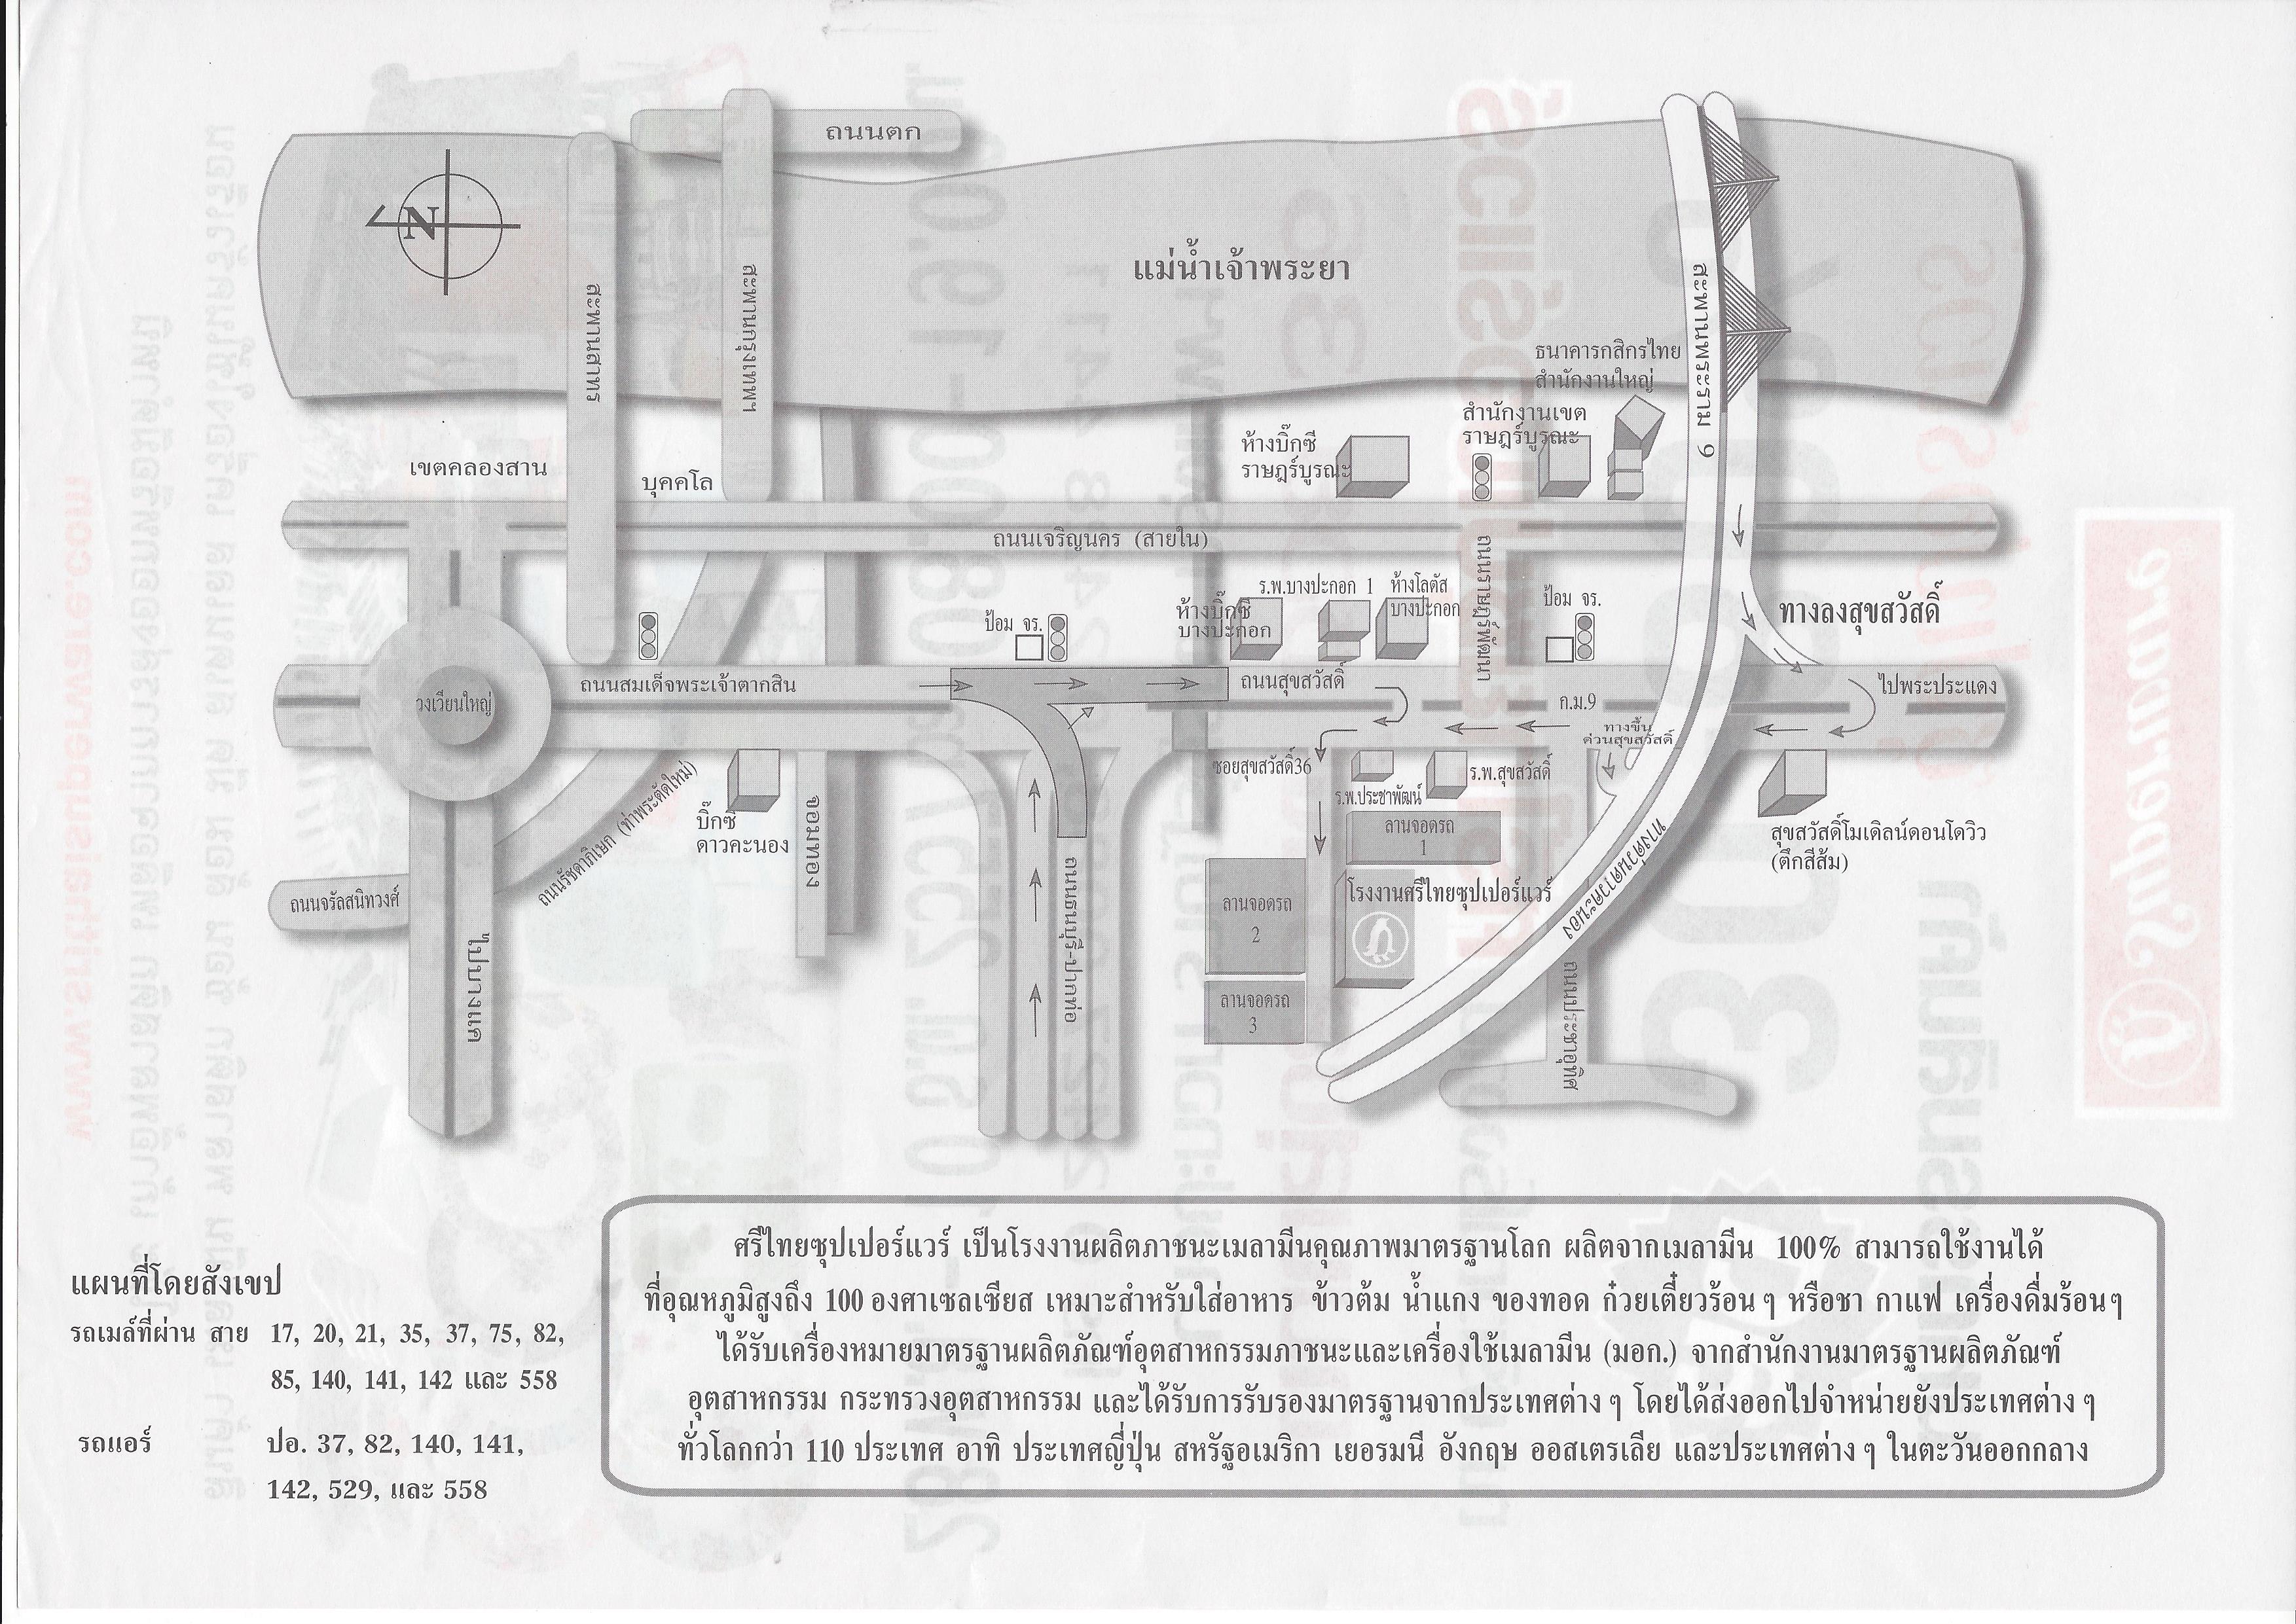 ถนนตก
N
แม่น้ำเจ้าพระยา
สะพานสาทร
สะพานกรุงเทพฯ
สะพานพระราม 9
ธนาคารกสิกรไทย
สำนักงานใหญ่
สำนักงานเขต
ราษฎร์บูรณะ
ห้างบิ๊กซี
ราษฎร์บูรณะ
เขตคลองสาน
บุคคโล
ถนนเจริญนคร (สายใน)
ถนนราษฎร์พัฒนา
ป้อม จร.
ห้างบิ๊กซี
บางปะกอก
ร.พ.บางปะกอก 1
ห้างโลตัส
บางปะกอก
ป้อม จร.
ทางลงสุขสวัสดิ์
วงเวียนใหญ่
ถนนสมเด็จพระเจ้าตากสิน
ถนนสุขสวัสดิ์
ก.ม.9
ไปพระประแดง
ทางขึ้น
ด่วนสุขสวัสดิ์
ซอยสุขสวัสดิ์36
ร.พ.ประชาพัฒน์
ร.พ.สุขสวัสดิ์
ถนนรัชดาภิเษก (ท่าพระตัดใหม่)
บิ๊กซี
ดาวคะนอง
จอมทอง
ถนนธนบุรี-ปากท่อ
ลานจอดรถ
1
ลานจอดรถ
2
ลานจอดรถ
3
โรงงานศรีไทยซุปเปอร์แวร์
ทางด่วนดาวคะนอง
สุขสวัสดิ์โมเดิลน์ดอนโดวิว
(ตึกสีส้ม)
ถนนจรัลสนิทวงศ์
ไปบางแค
ถนนประชาอุทิศ
แผนที่โดยสังเขป
รถเมล์ที่ผ่าน สาย 17, 20, 21, 35, 37, 75, 82,
85, 140, 141, 142 และ 558
รถแอร์ ปอ. 37, 82, 140, 141,
142, 529, และ 558
ศรีไทยซุปเปอร์แวร์ เป็นโรงงานผลิตภาชนะเมลามีนคุณภาพมาตรฐานโลก ผลิตจากเมลามีน 100% สามารถใช้งานได้
ที่อุณหภูมิสูงถึง 100 องศาเซลเซียส เหมาะสำหรับใส่อาหาร ข้าวต้ม น้ำแกง ของทอด ก๋วยเตี๋ยวร้อน ๆ หรือชา กาแฟ เครื่องดื่มร้อน ๆ
ได้รับเครื่องหมายมาตรฐานผลิตภัณฑ์อุตสาหกรรมภาชนะและเครื่องใช้เมลามีน (มอก.) จากสำนักงานมาตรฐานผลิตภัณฑ์
อุตสาหกรรม กระทรวงอุตสาหกรรม และได้รับการรับรองมาตรฐานจากประเทศต่าง ๆ โดยได้ส่งออกไปจำหน่ายยังประเทศต่าง ๆ
ทั่วโลกกว่า 110 ประเทศ อาทิ ประเทศญี่ปุ่น สหรัฐอเมริกา เยอรมนี อังกฤษ ออสเตรเลีย และประเทศต่าง ๆ ในตะวันออกกลาง